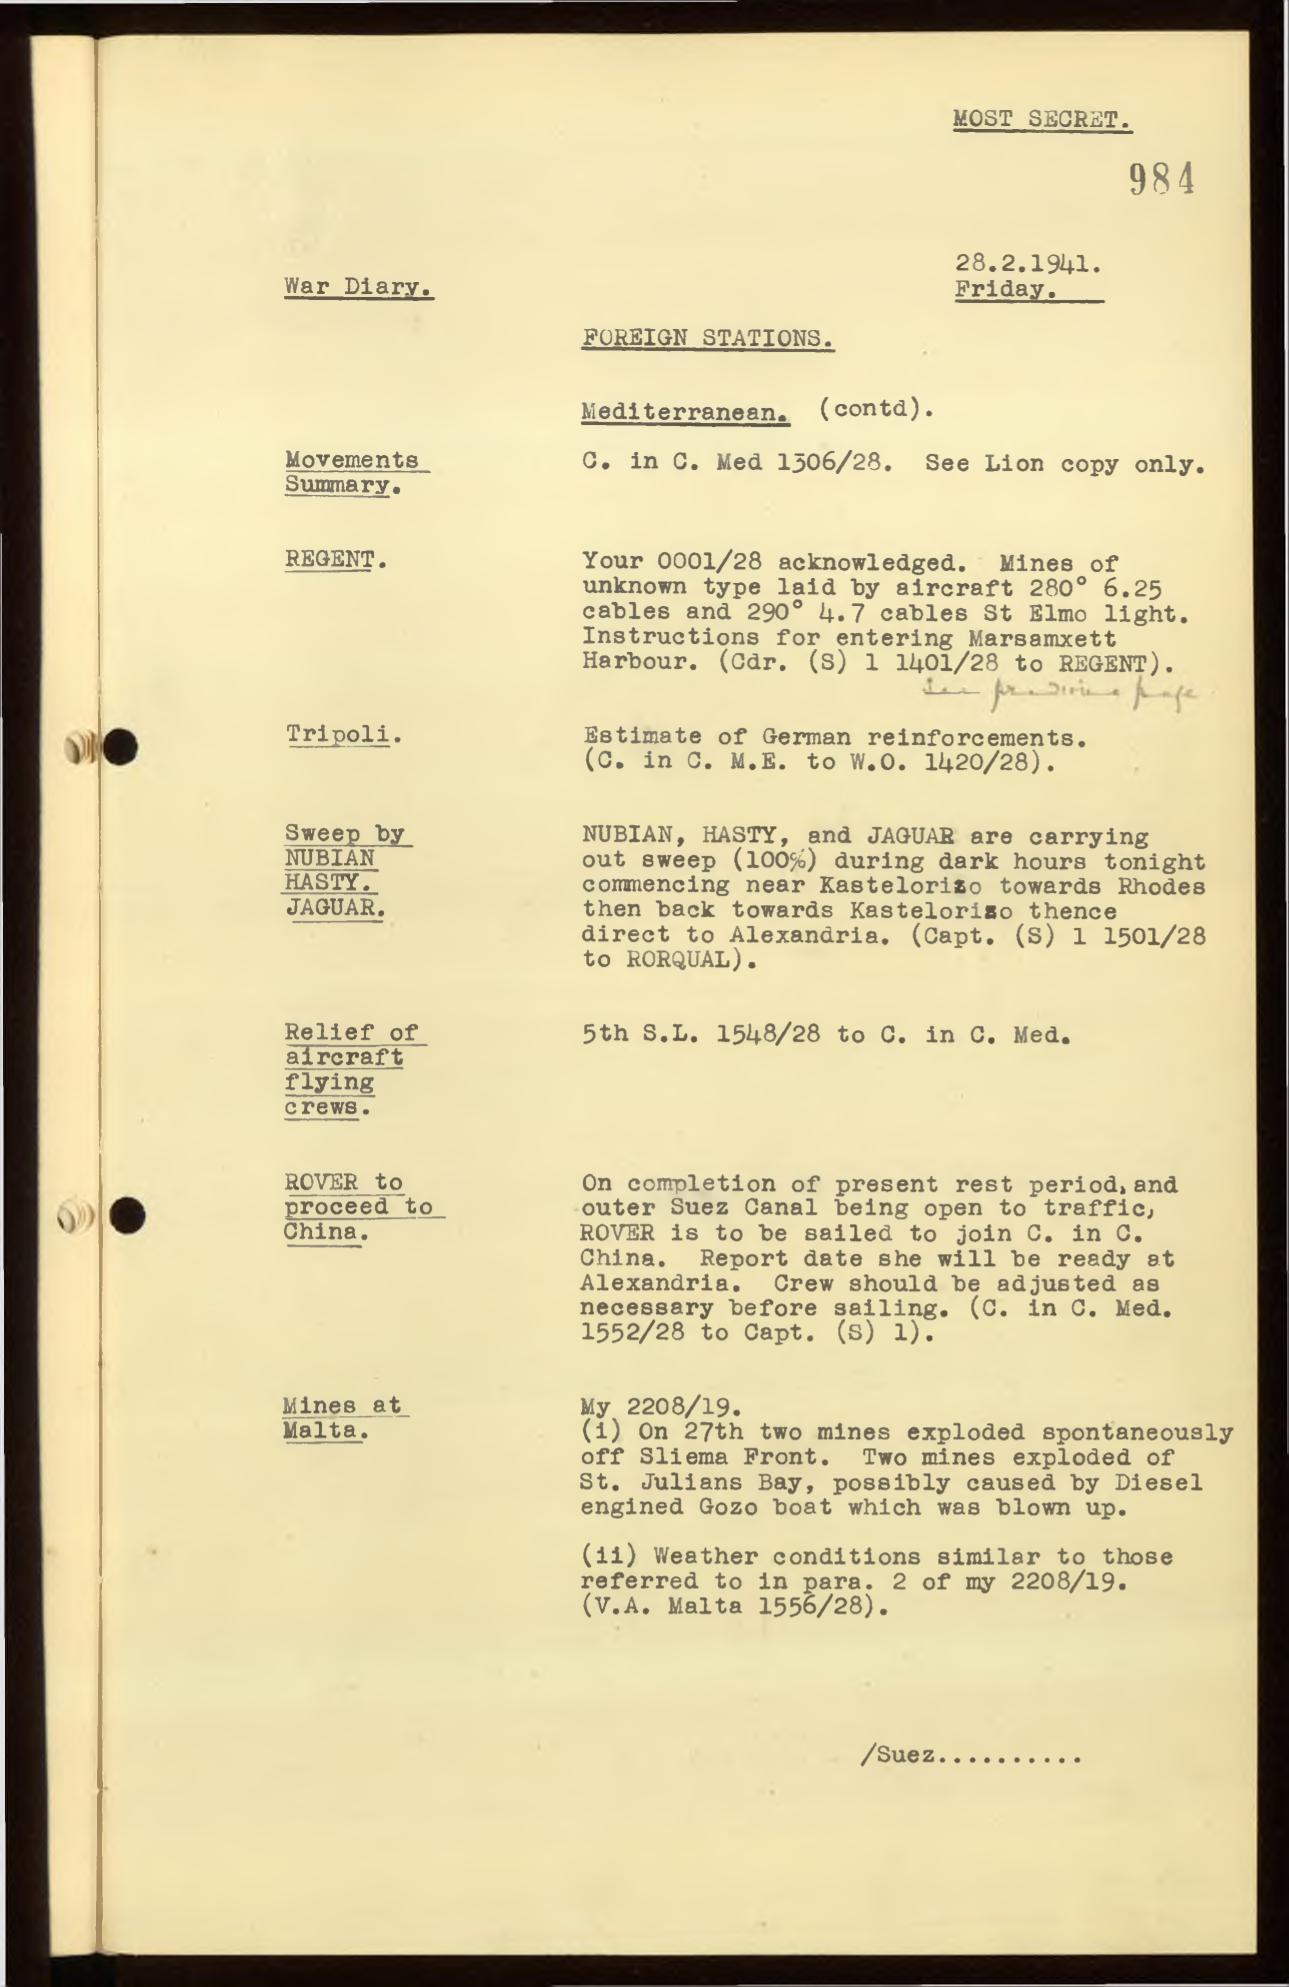 MOST SECRET.
984
28.2.1941.
War Diary.
Friday.
FOREIGN STATIONS.
Mediterranean. (contd).
Movements
Summary.
C. in C. Med 1306/28. See Lion copy only.
REGENT.
Your 0001/28 acknowledged. Mines of
unknown type laid by aircraft 280° 6.25
cables and 290° 4.7 cables St Elmo light.
Instructions for entering Marsamxett
Harbour. (Cdr. (S) 1 1401/28 to REGENT).
See previous page
Tripoli.
Estimate of German reinforcements.
(C. in C. M.E. to W.O. 1420/28).
Sweep by
NUBIAN
HASTY.
JAGUAR.
NUBIAN, HASTY, and JAGUAR are carrying
out sweep (100%) during dark hours tonight
commencing near Kastelorizo towards Rhodes
then back towards Kastelorizo thence
direct to Alexandria. (Capt. (S) 1 1501/28
to RORQUAL).
Relief of
aircraft
flying
crews.
5th S.L. 1548/28 to C. in C. Med.
ROVER to
proceed to
China.
On completion of present rest period, and
outer Suez Canal being open to traffic,
ROVER is to be sailed to join C. in C.
China. Report date she will be ready at
Alexandria. Crew should be adjusted as
necessary before sailing. (C. in C. Med.
1552/28 to Capt. (S) 1).
Mines at
Malta.
My 2208/19.
(i) On 27th two mines exploded spontaneously
off Sliema Front. Two mines exploded of
St. Julians Bay, possibly caused by Diesel
engined Gozo boat which was blown up.
(ii) Weather conditions similar to those
referred to in para. 2 of my 2208/19.
(V.A. Malta 1556/28).
/Suez..........